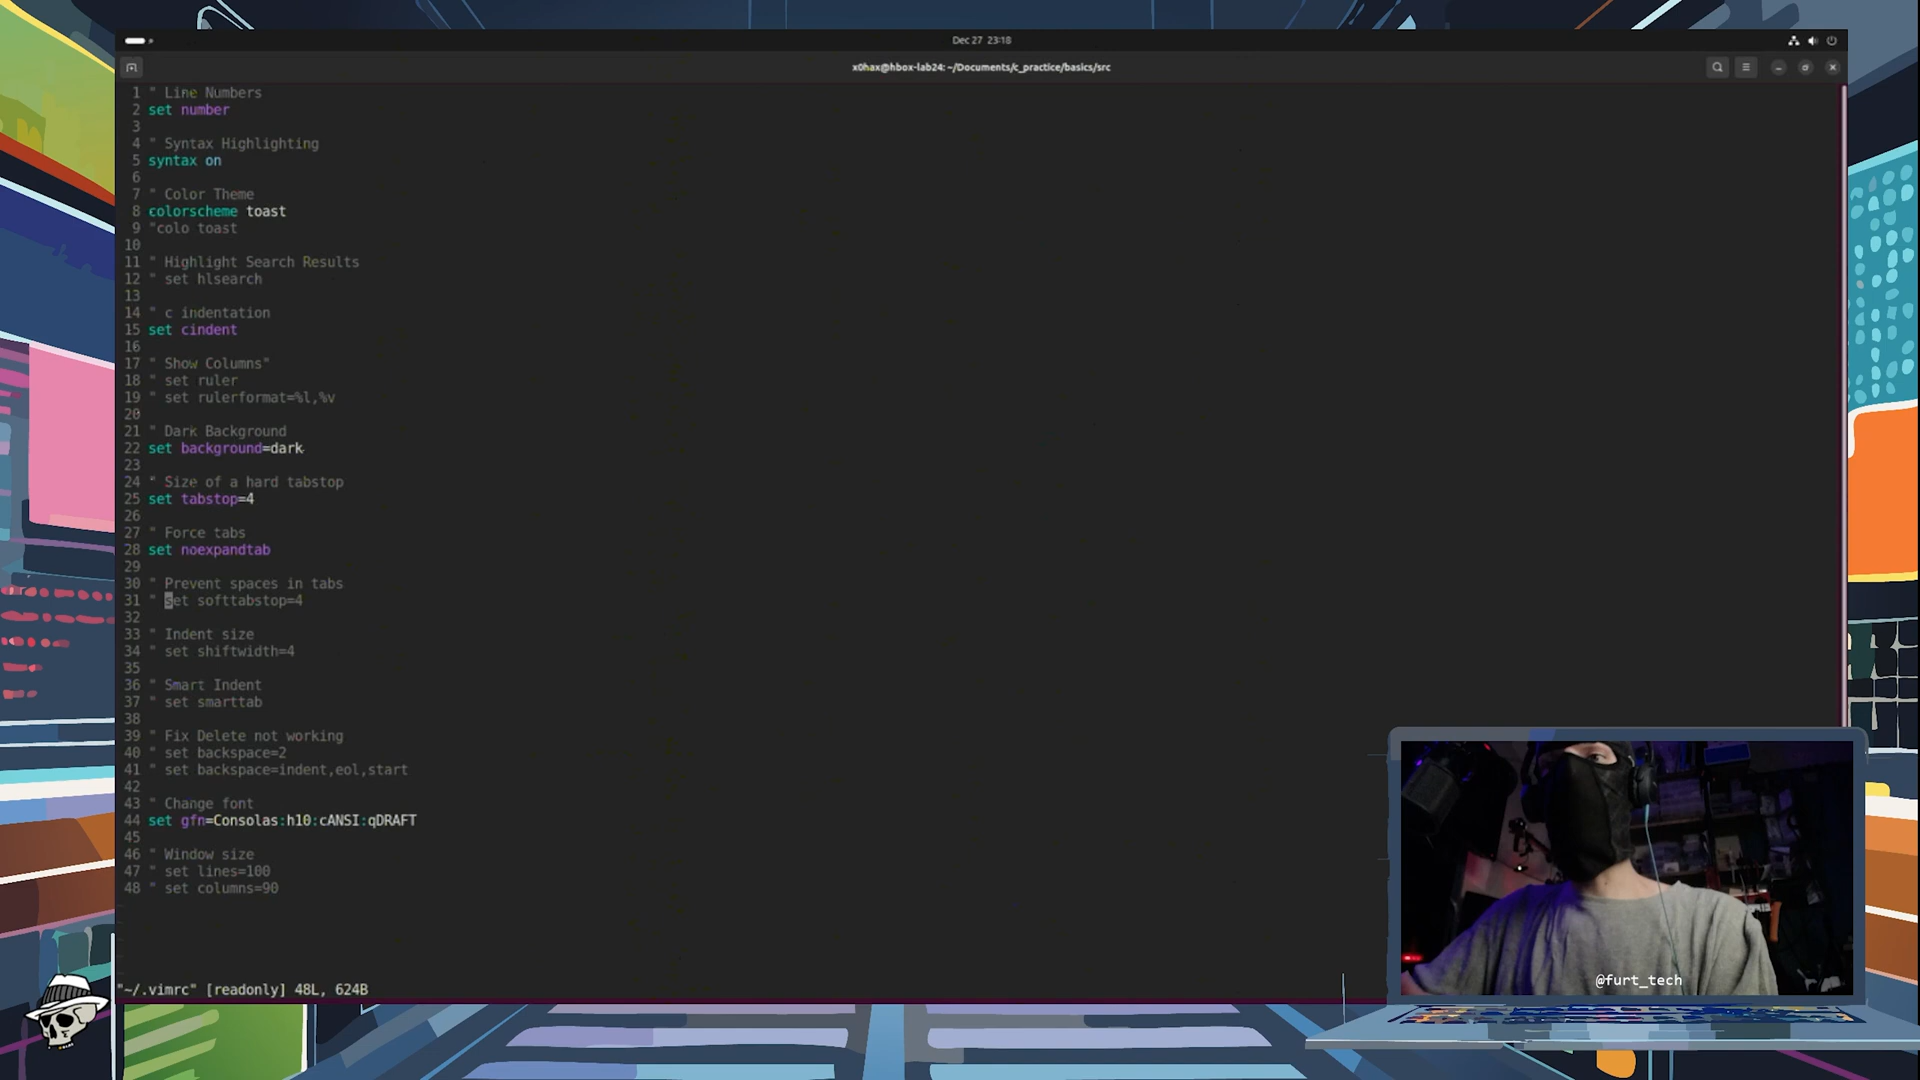 Dec 27 23:18
x0hax@hbox-lab24: ~/Documents/c_practice/basics/src
1 " Line Numbers
2 set number
3
4 " Syntax Highlighting
5 syntax on
6
7 " Color Theme
8 colorscheme toast
9 "colo toast
10
11 " Highlight Search Results
12 " set hlsearch
13
14 " c indentation
15 set cindent
16
17 " Show Columns"
18 " set ruler
19 " set rulerformat=%l,%v
20
21 " Dark Background
22 set background=dark
23
24 " Size of a hard tabstop
25 set tabstop=4
26
27 " Force tabs
28 set noexpandtab
29
30 " Prevent spaces in tabs
31 " set softtabstop=4
32
33 " Indent size
34 " set shiftwidth=4
35
36 " Smart Indent
37 " set smarttab
38
39 " Fix Delete not working
40 " set backspace=2
41 " set backspace=indent,eol,start
42
43 " Change font
44 set gfn=Consolas:h10:cANSI:qDRAFT
45
46 " Window size
47 " set lines=100
48 " set columns=90
"~/.vimrc" [readonly] 48L, 624B
@furt_tech